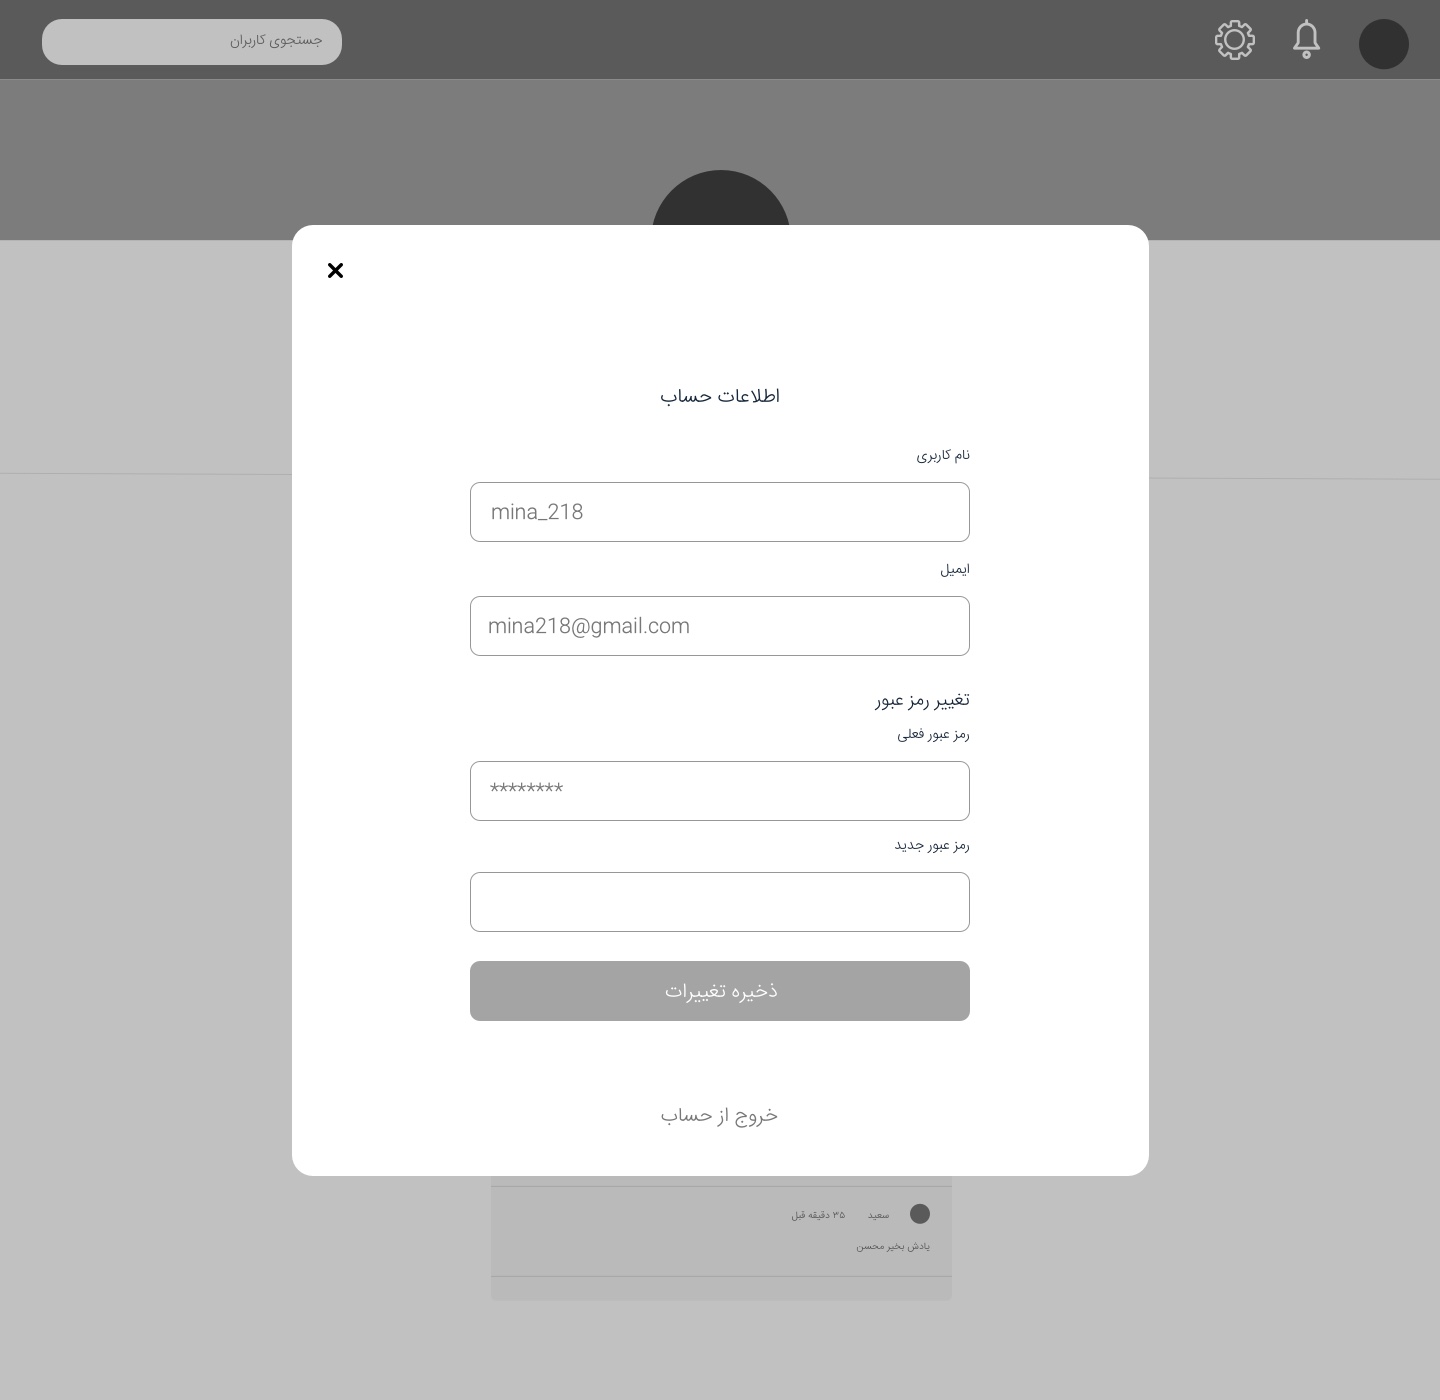 جستجوی کاربران
اطلاعات حساب
نام کاربری
mina_218
ایمیل
mina218@gmail.com
تغییر رمز عبور
رمز عبور فعلی
********
رمز عبور جدید
ذخیره تغییرات
خروج از حساب
سعید ۳۵ دقیقه قبل
یادش بخیر محسن